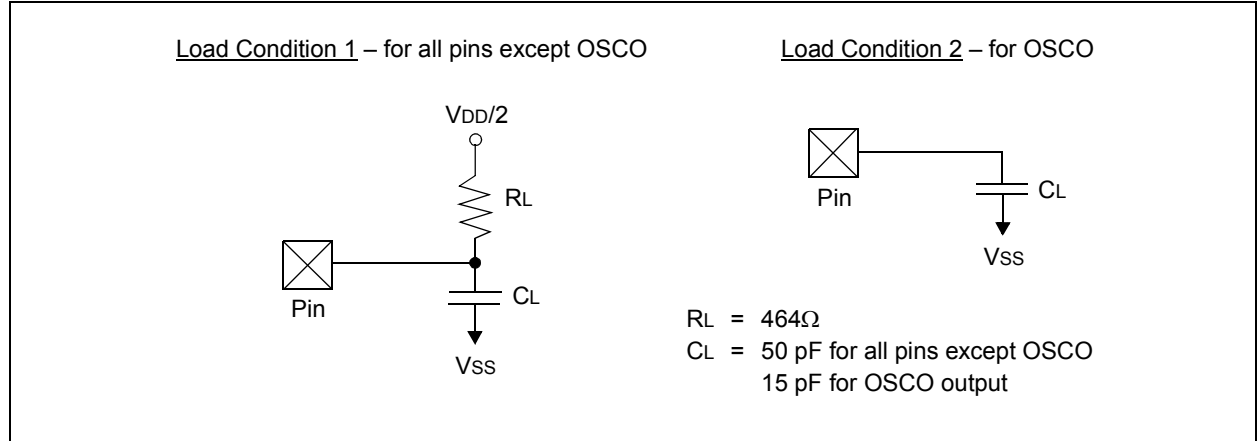 Load Condition 1 – for all pins except OSCO
VDD/2
RL
Pin
CL
VSS
Load Condition 2 – for OSCO
Pin
CL
VSS
RL = 464Ω
CL = 50 pF for all pins except OSCO
15 pF for OSCO output